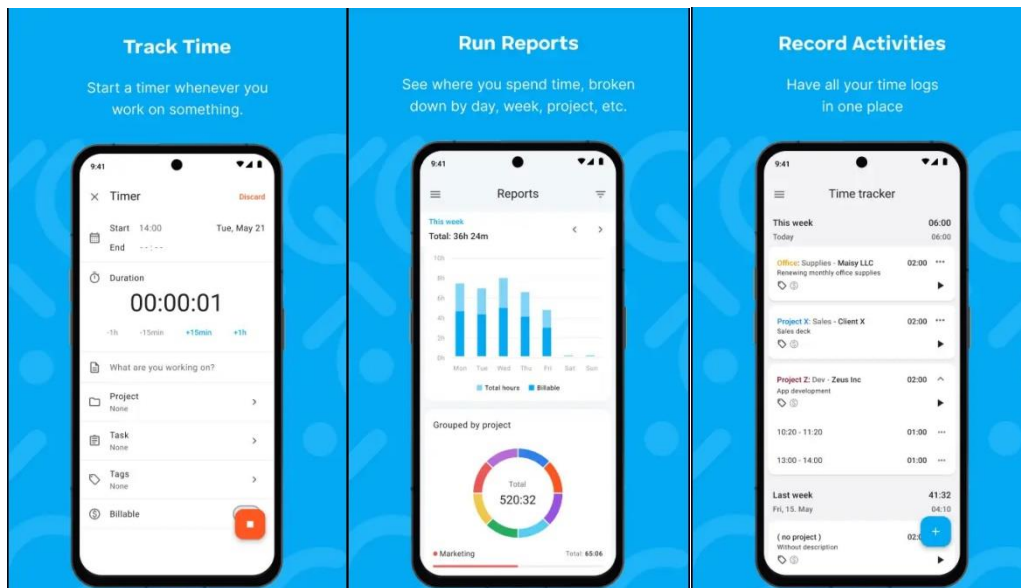 Track Time
Start a timer whenever you
work on something.
9:41
Timer
Discard
Start 14:00 Tue, May 21
End --:--
Duration
00:00:01
-1h -15min +15min +1h
What are you working on?
Project
None
Task
None
Tags
None
Billable
Run Reports
See where you spend time, broken
down by day, week, project, etc.
9:41
Reports
This week
Total: 36h 24m
10h
8h
6h
4h
2h
0h
Mon Tue Wed Thu Fri Sat Sun
Total hours Billable
Grouped by project
Total
520:32
Marketing Total: 65:06
Record Activities
Have all your time logs
in one place
9:41
Time tracker
This week 06:00
Today 06:00
Office: Supplies - Maisy LLC 02:00
Renewing monthly office supplies
Project X: Sales - Client X 02:00
Sales deck
Project Z: Dev - Zeus Inc 02:00
App development
10:20 - 11:20 01:00
13:00 - 14:00 01:00
Last week 41:32
Fri, 15. May 04:10
( no project )
Without description